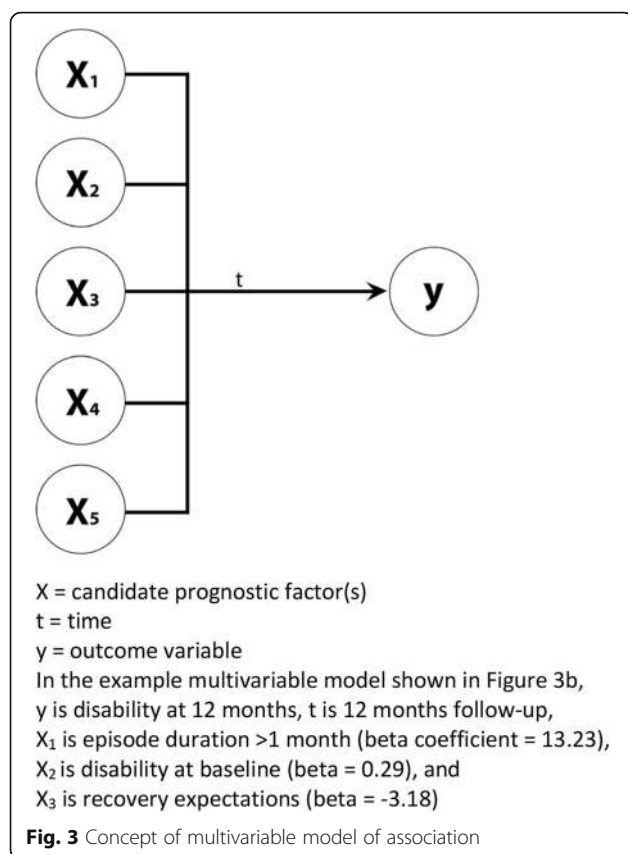 X1
X2
X3
t
y
X4
X5
X = candidate prognostic factor(s)
t = time
y = outcome variable
In the example multivariable model shown in Figure 3b,
y is disability at 12 months, t is 12 months follow-up,
X1 is episode duration >1 month (beta coefficient = 13.23),
X2 is disability at baseline (beta = 0.29), and
X3 is recovery expectations (beta = -3.18)
Fig. 3 Concept of multivariable model of association